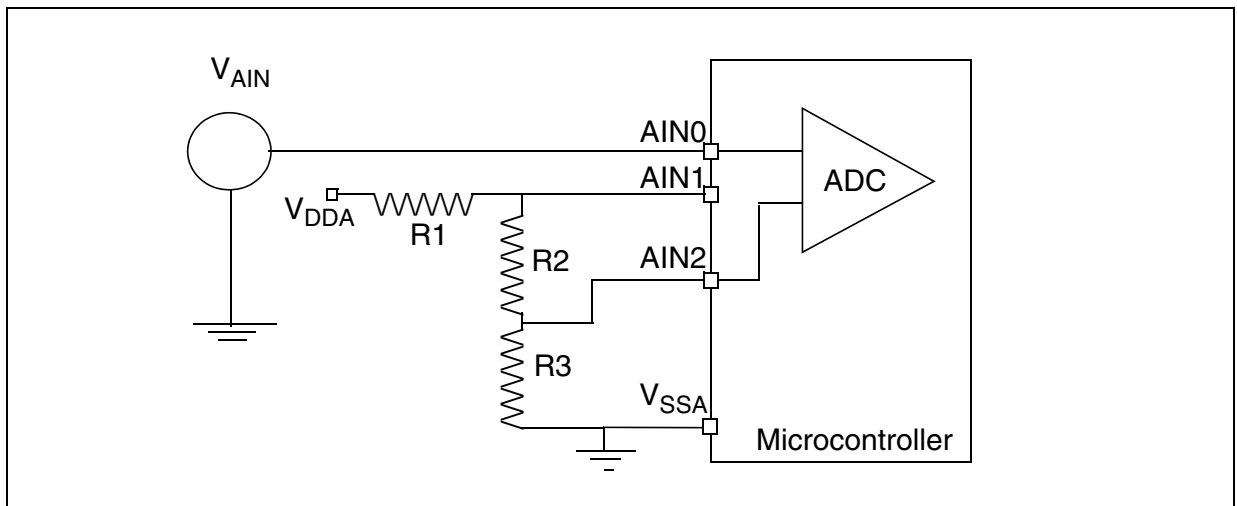 VAIN
AIN0
AIN1
ADC
VDDA
R1
R2
AIN2
R3
VSSA
Microcontroller